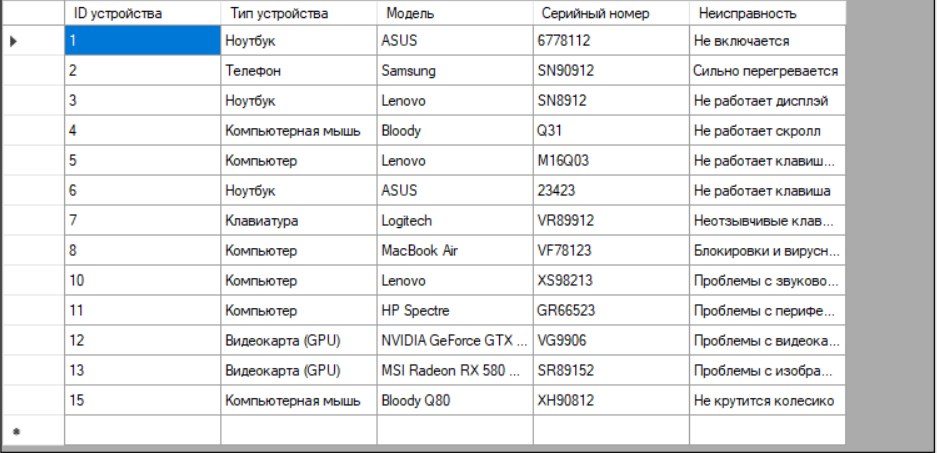 ID устройства Тип устройства Модель Серийный номер Неисправность
1 Ноутбук ASUS 6778112 Не включается
2 Телефон Samsung SN90912 Сильно перегревается
3 Ноутбук Lenovo SN8912 Не работает дисплэй
4 Компьютерная мышь Bloody Q31 Не работает скролл
5 Компьютер Lenovo M16Q03 Не работает клавиш...
6 Ноутбук ASUS 23423 Не работает клавиша
7 Клавиатура Logitech VR89912 Неотзывчивые клав...
8 Компьютер MacBook Air VF78123 Блокировки и вирусн...
10 Компьютер Lenovo XS98213 Проблемы с звуково...
11 Компьютер HP Spectre GR66523 Проблемы с перифе...
12 Видеокарта (GPU) NVIDIA GeForce GTX ... VG9906 Проблемы с видеока...
13 Видеокарта (GPU) MSI Radeon RX 580 ... SR89152 Проблемы с изобра...
15 Компьютерная мышь Bloody Q80 XH90812 Не крутится колесико